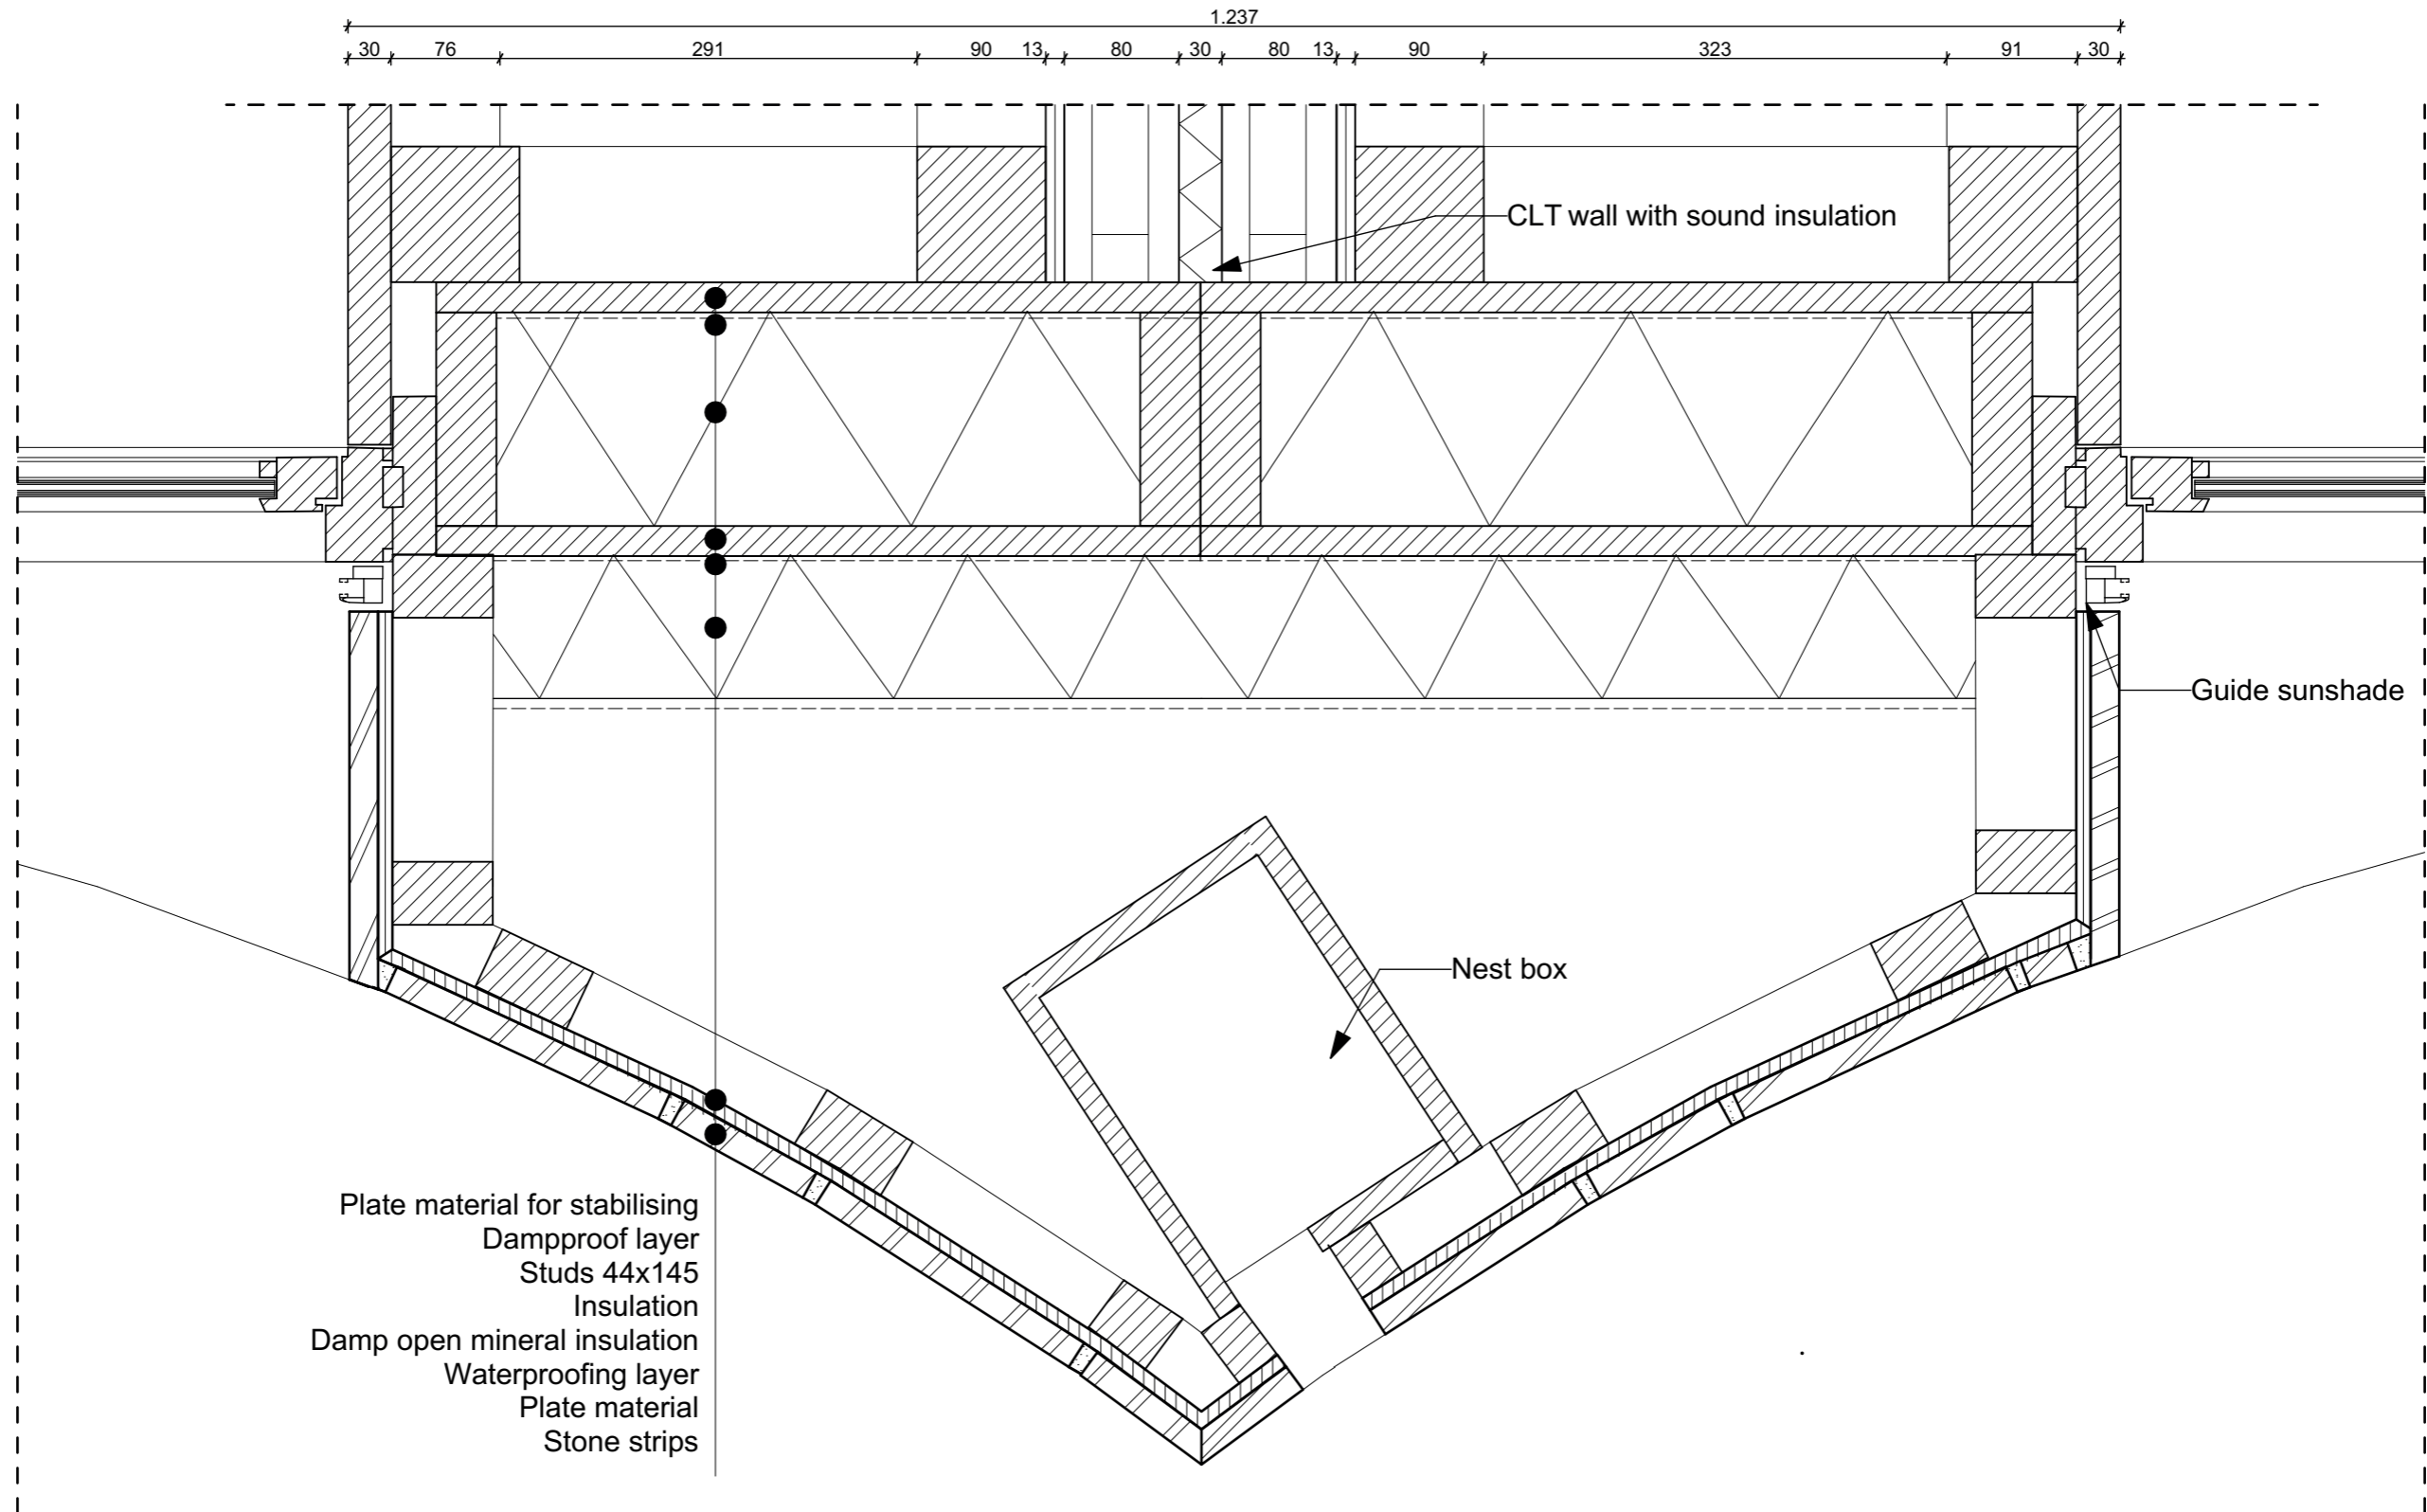 1.237
30 76 291 90 13 80 30 80 13 90 323 91 30
CLT wall with sound insulation
Guide sunshade
Nest box
Plate material for stabilising
Dampproof layer
Studs 44x145
Insulation
Damp open mineral insulation
Waterproofing layer
Plate material
Stone strips